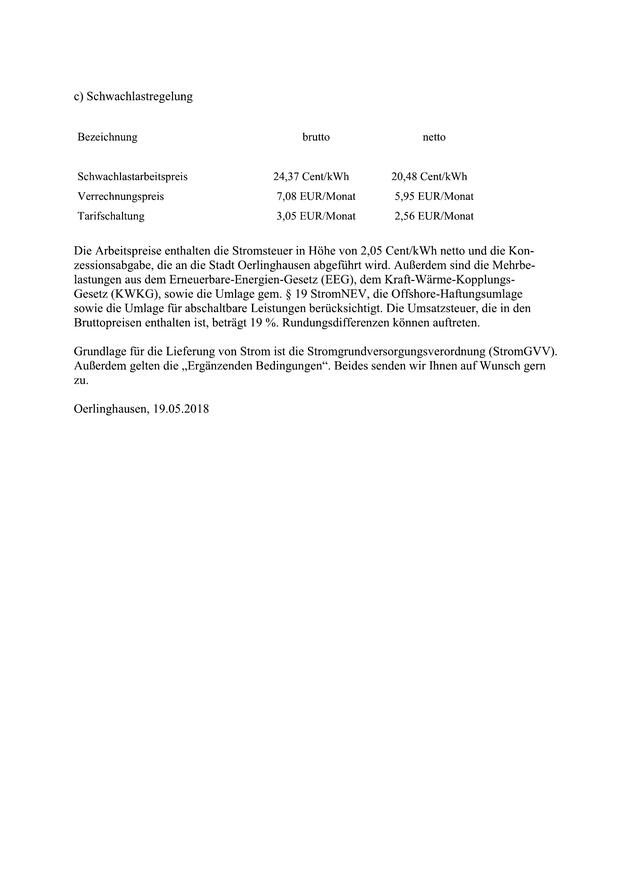 c) Schwachlastregelung
Bezeichnung brutto netto
Schwachlastarbeitspreis 24,37 Cent/kWh 20,48 Cent/kWh
Verrechnungspreis 7,08 EUR/Monat 5,95 EUR/Monat
Tarifschaltung 3,05 EUR/Monat 2,56 EUR/Monat
Die Arbeitspreise enthalten die Stromsteuer in Höhe von 2,05 Cent/kWh netto und die Kon-
zessionsabgabe, die an die Stadt Oerlinghausen abgeführt wird. Außerdem sind die Mehrbe-
lastungen aus dem Erneuerbare-Energien-Gesetz (EEG), dem Kraft-Wärme-Kopplungs-
Gesetz (KWKG), sowie die Umlage gem. § 19 StromNEV, die Offshore-Haftungsumlage
sowie die Umlage für abschaltbare Leistungen berücksichtigt. Die Umsatzsteuer, die in den
Bruttopreisen enthalten ist, beträgt 19 %. Rundungsdifferenzen können auftreten.
Grundlage für die Lieferung von Strom ist die Stromgrundversorgungsverordnung (StromGVV).
Außerdem gelten die „Ergänzenden Bedingungen“. Beides senden wir Ihnen auf Wunsch gern
zu.
Oerlinghausen, 19.05.2018